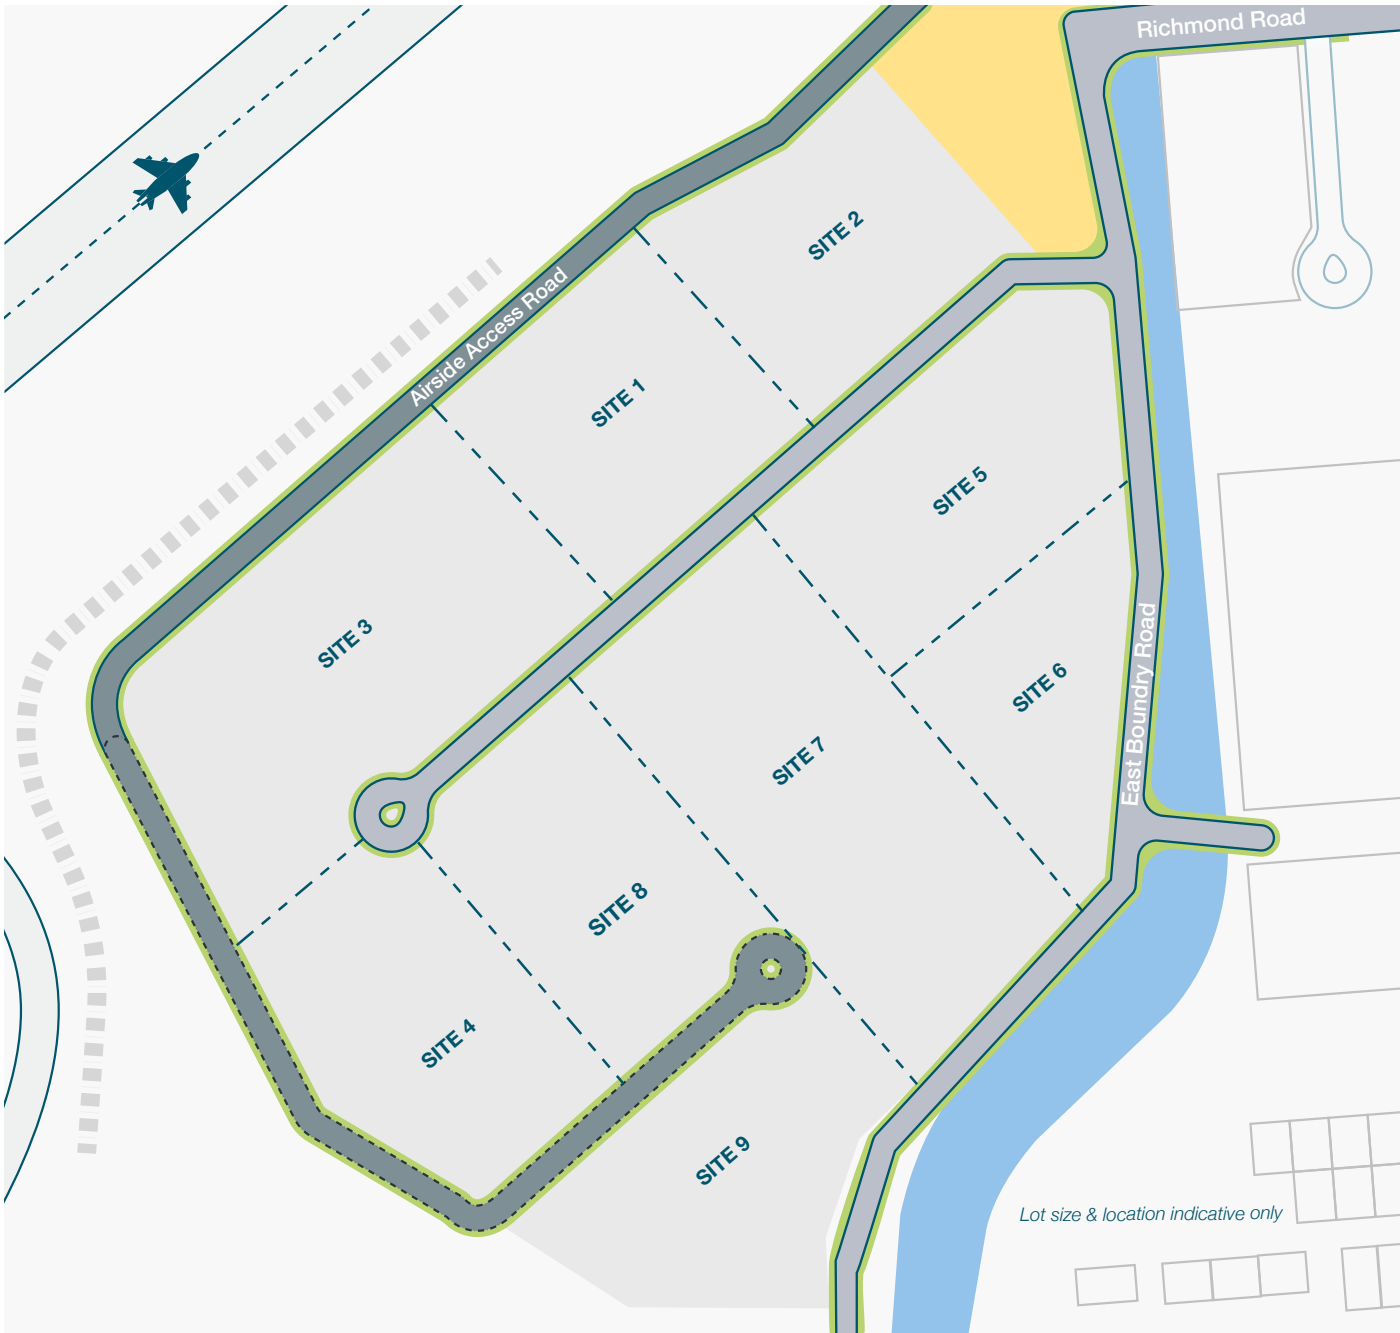 Richmond Road
SITE 2
Airside Access Road
SITE 1
SITE 5
SITE 3
SITE 6
East Boundry Road
SITE 7
SITE 8
SITE 4
SITE 9
Lot size & location indicative only